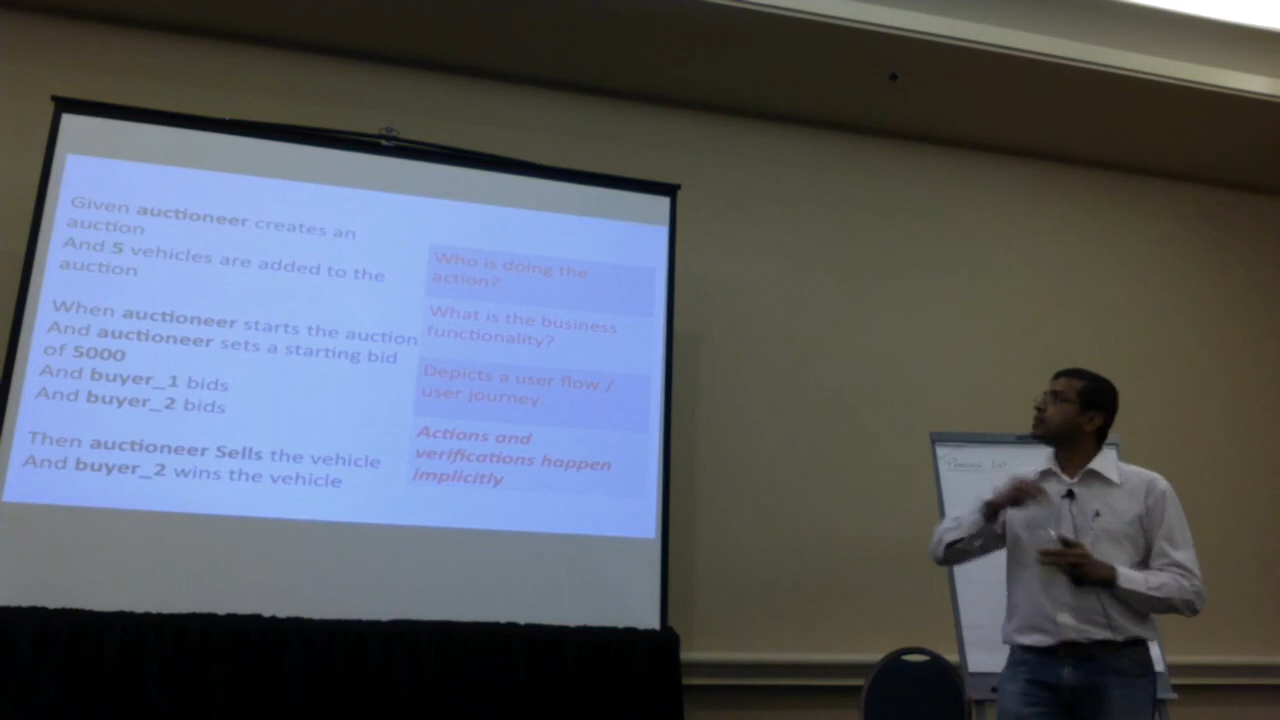 Given auctioneer creates an
auction
And 5 vehicles are added to the
auction
When auctioneer starts the auction
And auctioneer sets a starting bid
of 5000
And buyer_1 bids
And buyer_2 bids
Then auctioneer Sells the vehicle
And buyer_2 wins the vehicle
Who is doing the
action?
What is the business
functionality?
Depicts a user flow /
user journey
Actions and
verifications happen
implicitly